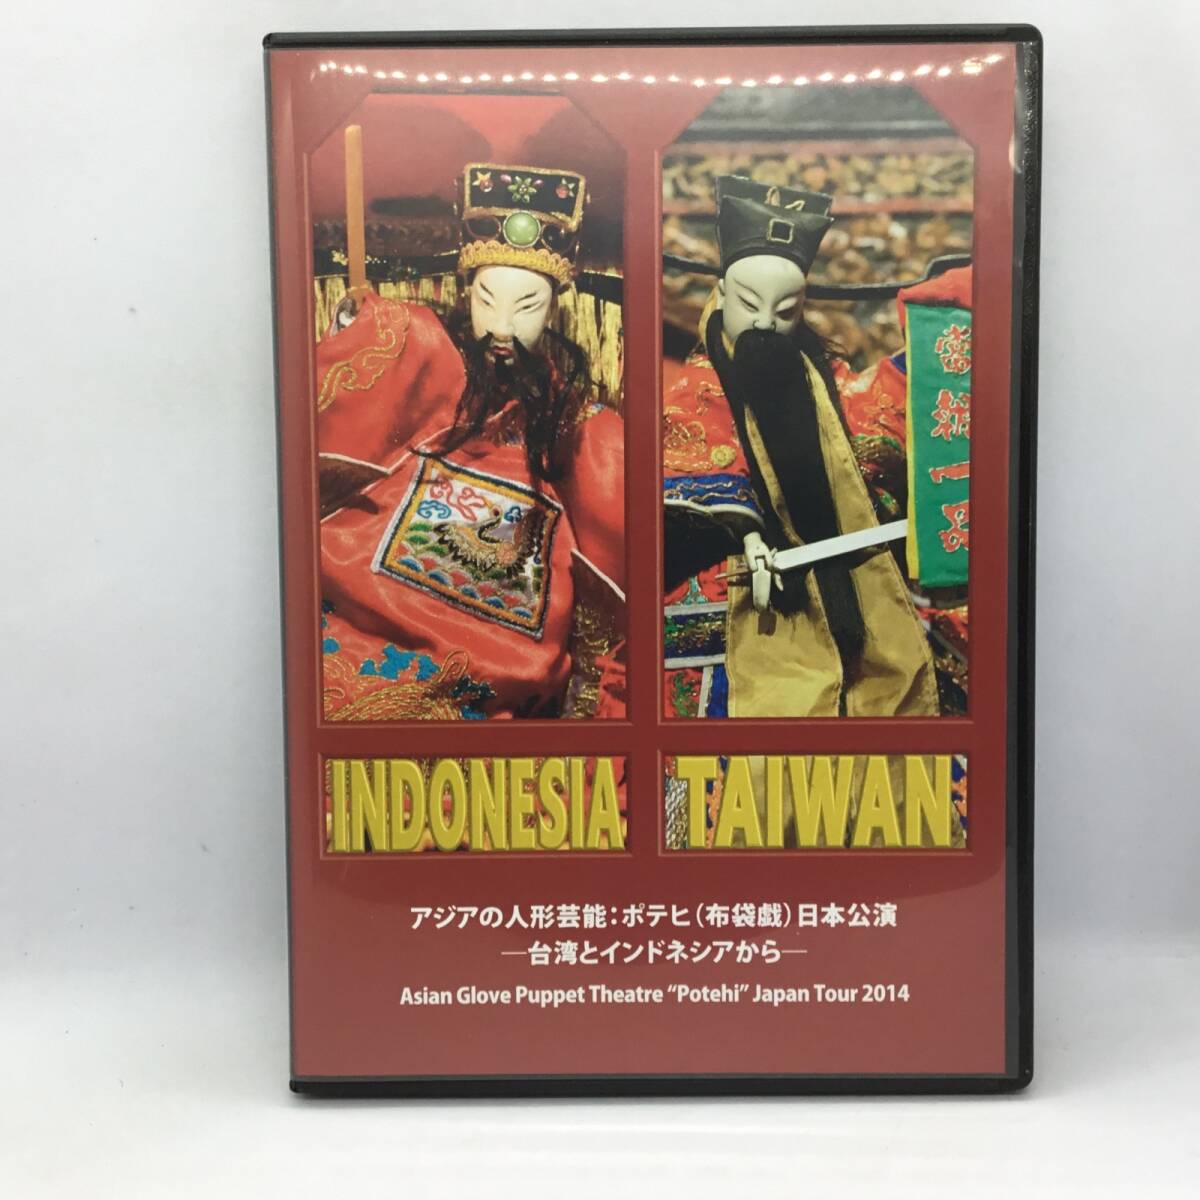 INDONESIA
TAIWAN
アジアの人形芸能：ポテヒ（布袋戯）日本公演
―台湾とインドネシアから―
Asian Glove Puppet Theatre “Potehi” Japan Tour 2014